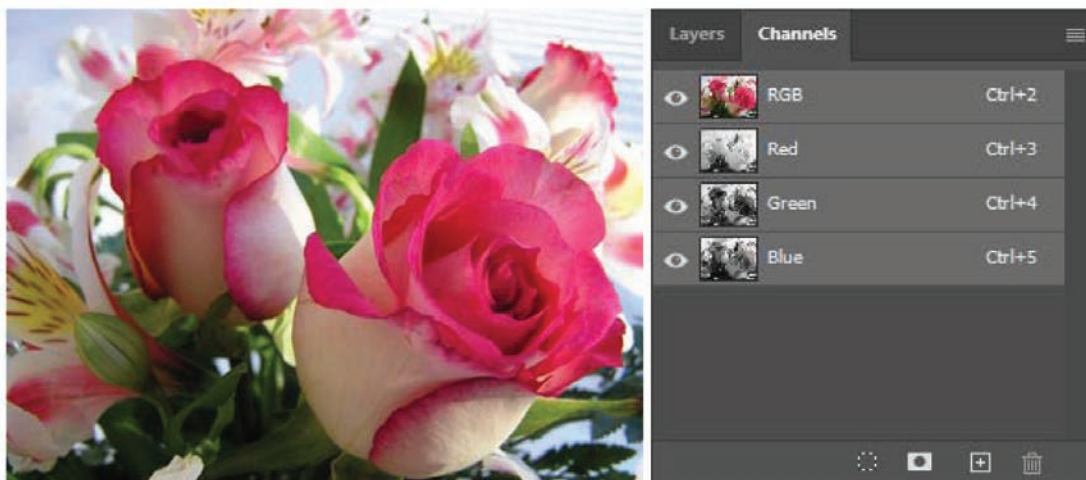 Layers Channels
RGB Ctrl+2
Red Ctrl+3
Green Ctrl+4
Blue Ctrl+5